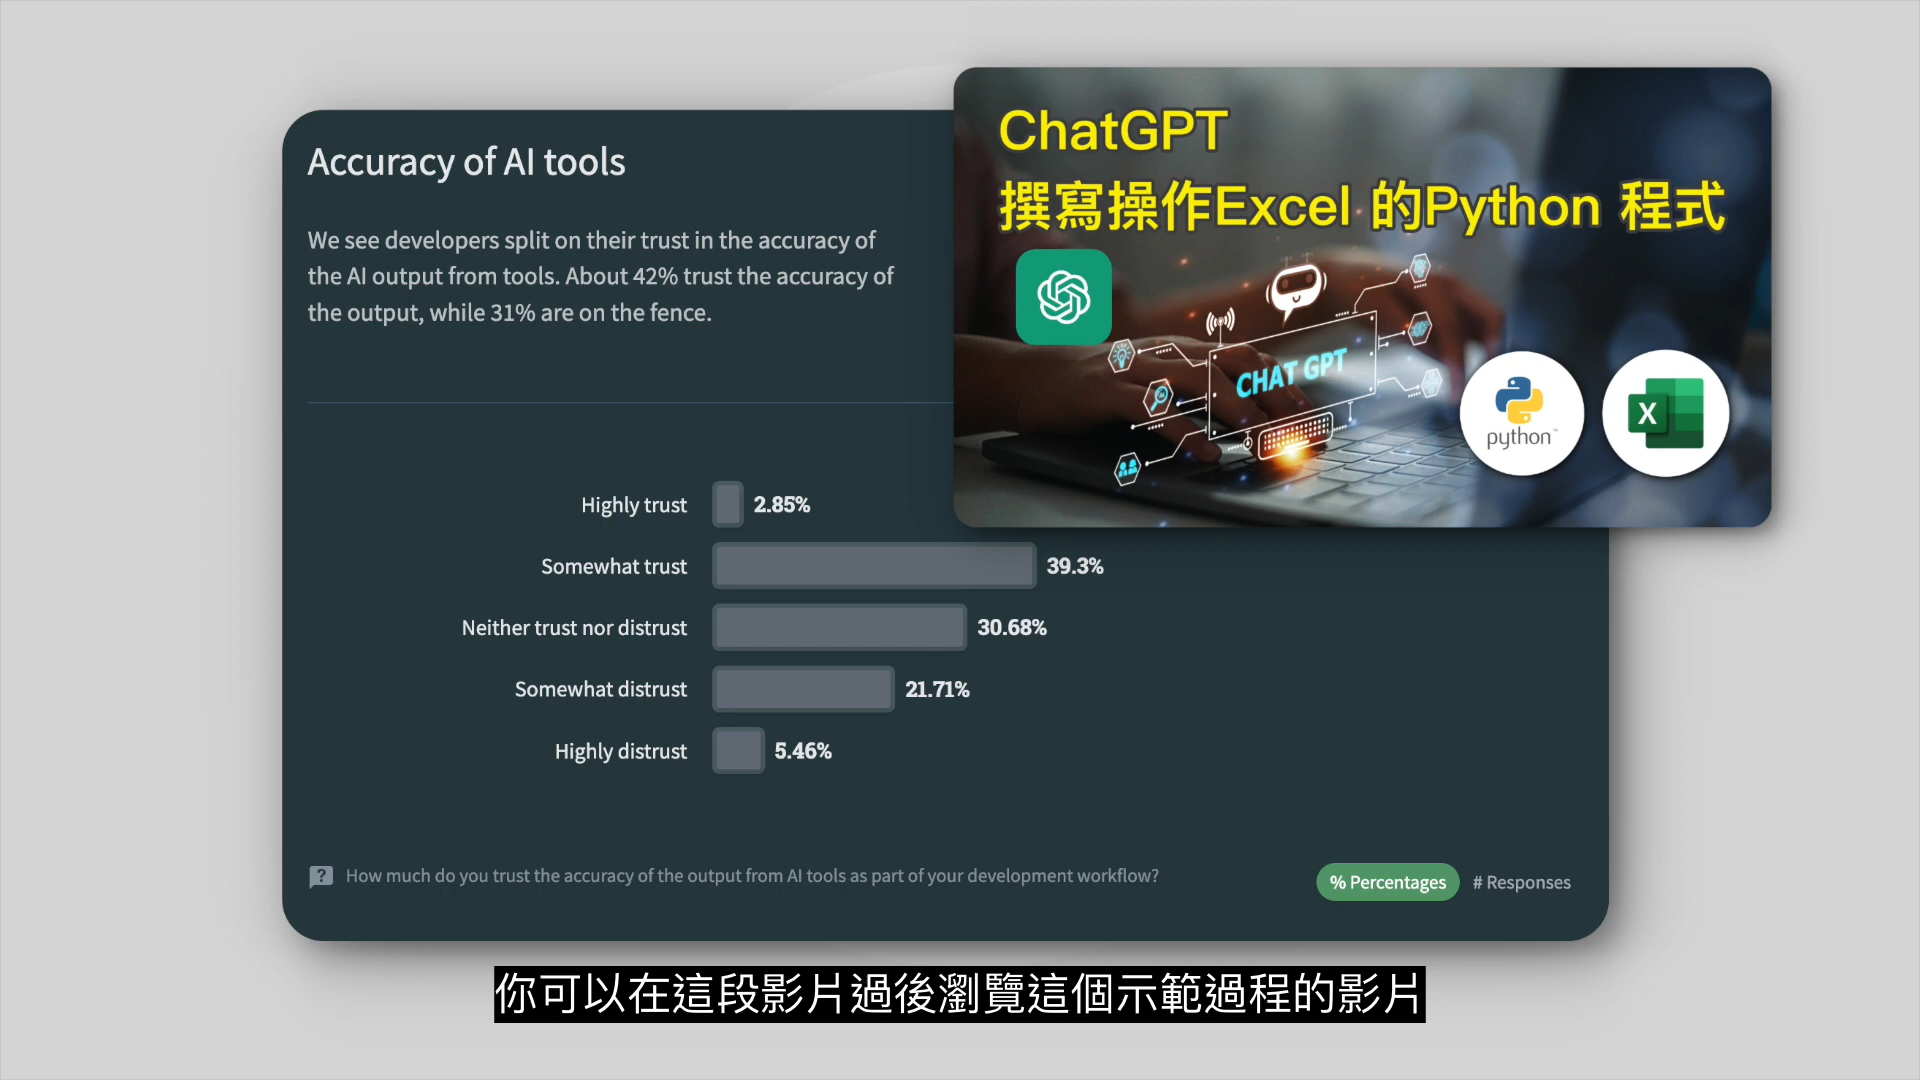 Accuracy of AI tools
We see developers split on their trust in the accuracy of
the AI output from tools. About 42% trust the accuracy of
the output, while 31% are on the fence.
ChatGPT
撰寫操作Excel 的Python 程式
CHAT GPT
python
X
Highly trust 2.85%
Somewhat trust 39.3%
Neither trust nor distrust 30.68%
Somewhat distrust 21.71%
Highly distrust 5.46%
? How much do you trust the accuracy of the output from AI tools as part of your development workflow?
% Percentages # Responses
你可以在這段影片過後瀏覽這個示範過程的影片